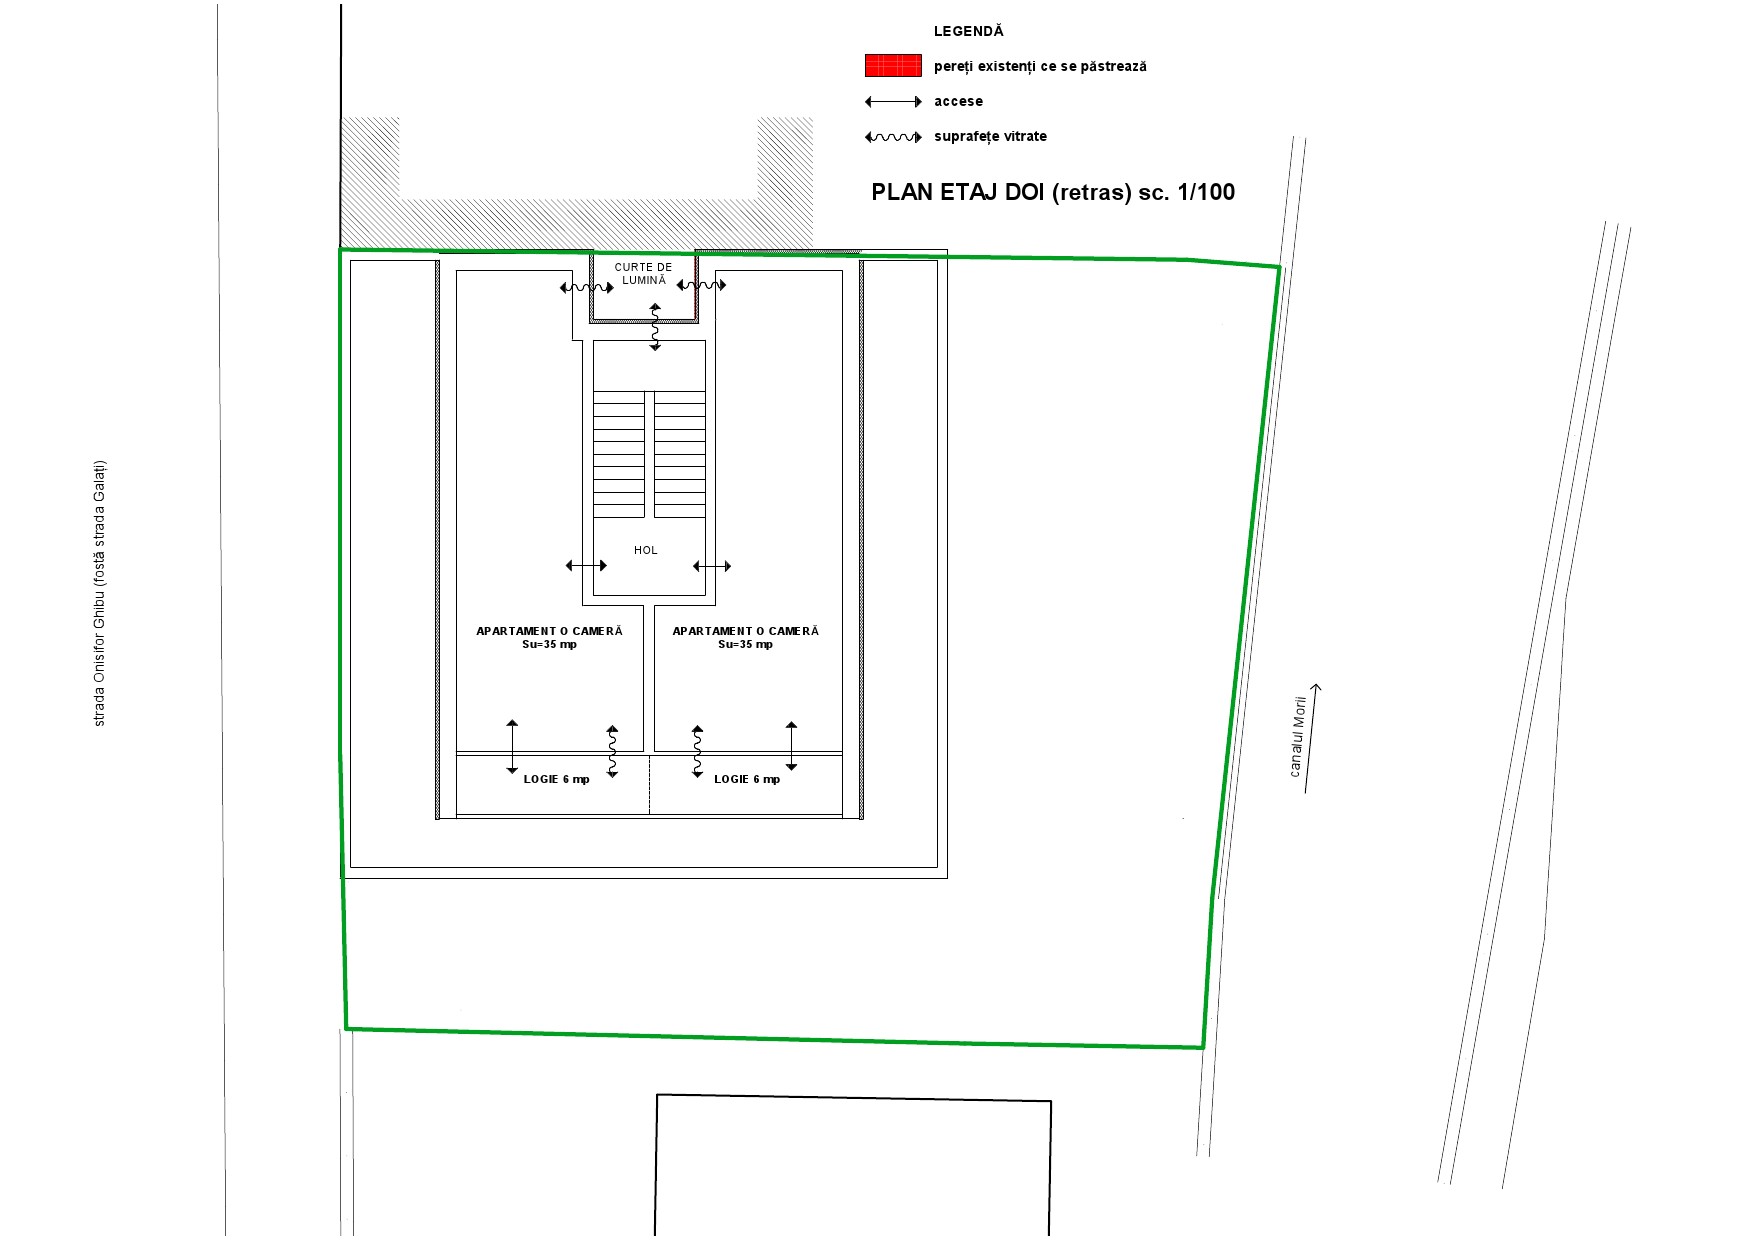 LEGENDĂ
pereți existenți ce se păstrează
accese
suprafețe vitrate
PLAN ETAJ DOI (retras) sc. 1/100
CURTE DE
LUMINĂ
HOL
APARTAMENT O CAMERĂ
Su=35 mp
APARTAMENT O CAMERĂ
Su=35 mp
LOGIE 6 mp
LOGIE 6 mp
strada Onisifor Ghibu (fostă strada Galați)
canalul Morii